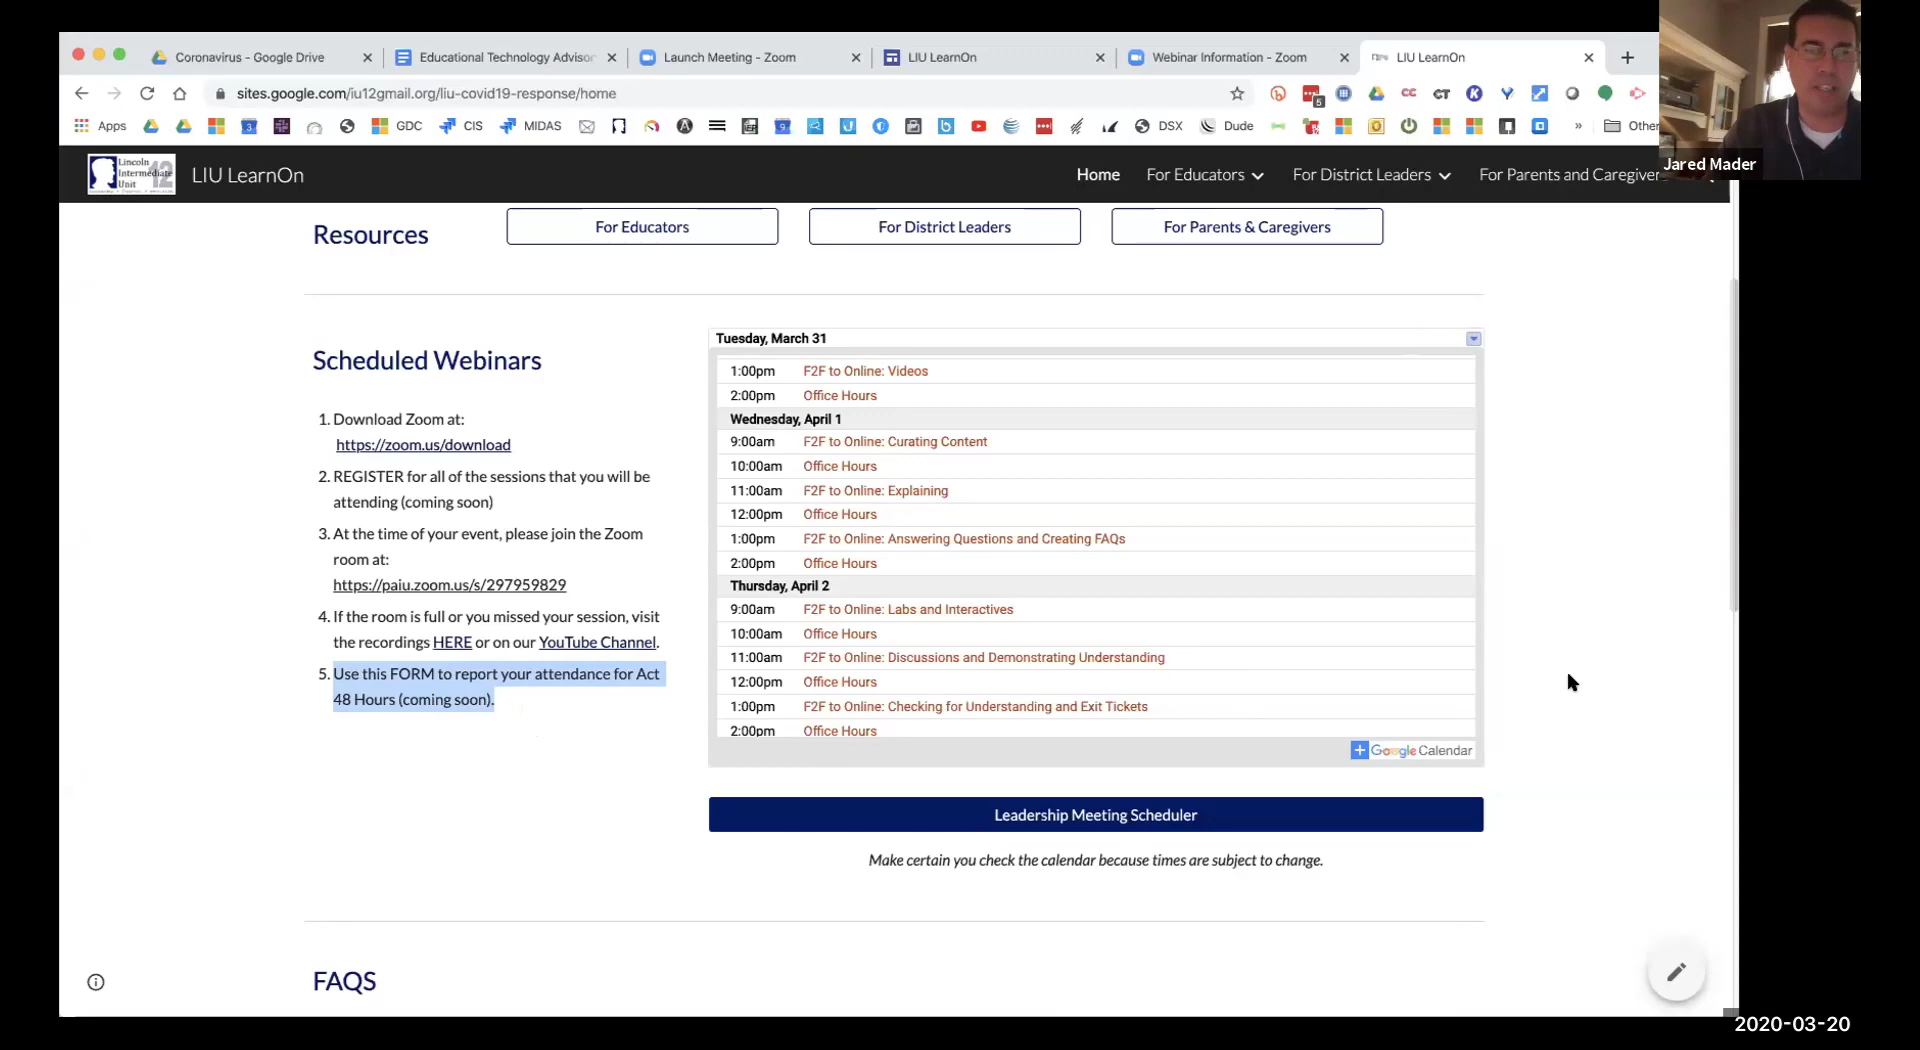 Coronavirus - Google Drive
Educational Technology Advisor
Launch Meeting - Zoom
LIU LearnOn
Webinar Information - Zoom
LIU LearnOn
sites.google.com/iu12gmail.org/liu-covid19-response/home
Apps
GDC
CIS
MIDAS
DSX
Dude
Other
Jared Mader
Lincoln
Intermediate
Unit
12
LIU LearnOn
Home
For Educators
For District Leaders
For Parents and Caregiver
Resources
For Educators
For District Leaders
For Parents & Caregivers
Scheduled Webinars
1. Download Zoom at:
https://zoom.us/download
2. REGISTER for all of the sessions that you will be
attending (coming soon)
3. At the time of your event, please join the Zoom
room at:
https://paiu.zoom.us/s/297959829
4. If the room is full or you missed your session, visit
the recordings HERE or on our YouTube Channel.
5. Use this FORM to report your attendance for Act
48 Hours (coming soon).
Tuesday, March 31
1:00pm F2F to Online: Videos
2:00pm Office Hours
Wednesday, April 1
9:00am F2F to Online: Curating Content
10:00am Office Hours
11:00am F2F to Online: Explaining
12:00pm Office Hours
1:00pm F2F to Online: Answering Questions and Creating FAQs
2:00pm Office Hours
Thursday, April 2
9:00am F2F to Online: Labs and Interactives
10:00am Office Hours
11:00am F2F to Online: Discussions and Demonstrating Understanding
12:00pm Office Hours
1:00pm F2F to Online: Checking for Understanding and Exit Tickets
2:00pm Office Hours
Google Calendar
Leadership Meeting Scheduler
Make certain you check the calendar because times are subject to change.
FAQS
2020-03-20